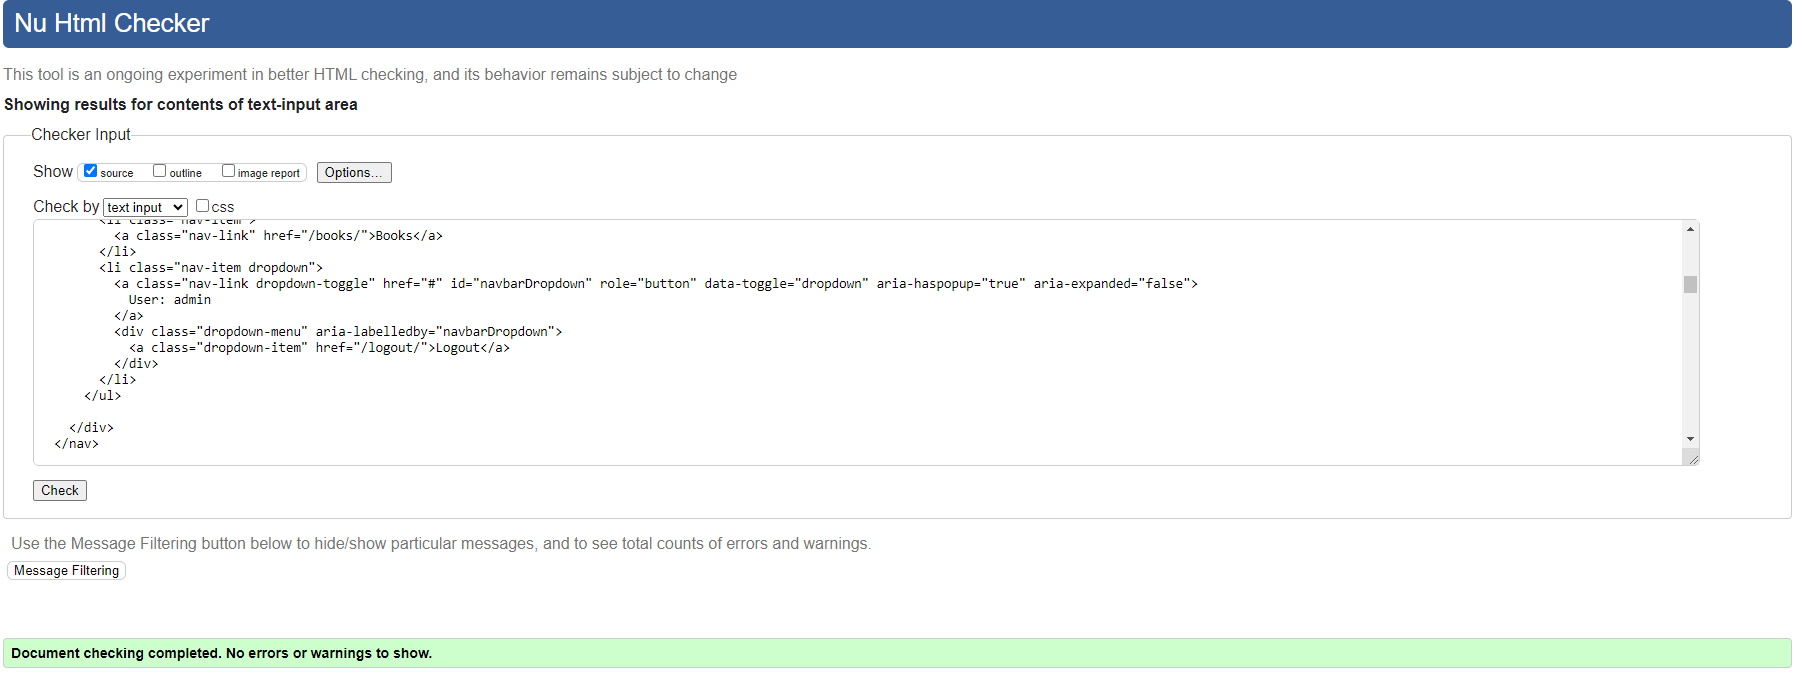 Nu Html Checker
This tool is an ongoing experiment in better HTML checking, and its behavior remains subject to change
Showing results for contents of text-input area
Checker Input
Show source outline image report Options...
Check by text input css
<li class="nav-item">
<a class="nav-link" href="/books/">Books</a>
</li>
<li class="nav-item dropdown">
<a class="nav-link dropdown-toggle" href="#" id="navbarDropdown" role="button" data-toggle="dropdown" aria-haspopup="true" aria-expanded="false">
User: admin
</a>
<div class="dropdown-menu" aria-labelledby="navbarDropdown">
<a class="dropdown-item" href="/logout/">Logout</a>
</div>
</li>
</ul>
</div>
</nav>
Check
Use the Message Filtering button below to hide/show particular messages, and to see total counts of errors and warnings.
Message Filtering
Document checking completed. No errors or warnings to show.